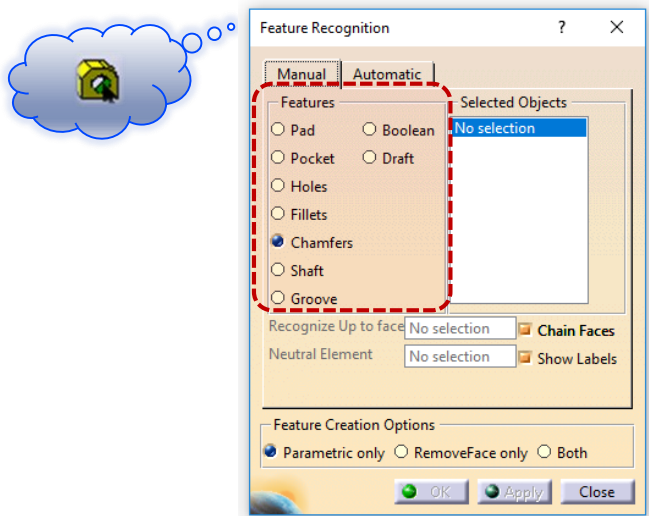 Feature Recognition ? ×
Manual Automatic
Features Selected Objects
Pad Boolean No selection
Pocket Draft
Holes
Fillets
Chamfers
Shaft
Groove
Recognize Up to face No selection Chain Faces
Neutral Element No selection Show Labels
Feature Creation Options
Parametric only RemoveFace only Both
OK Apply Close